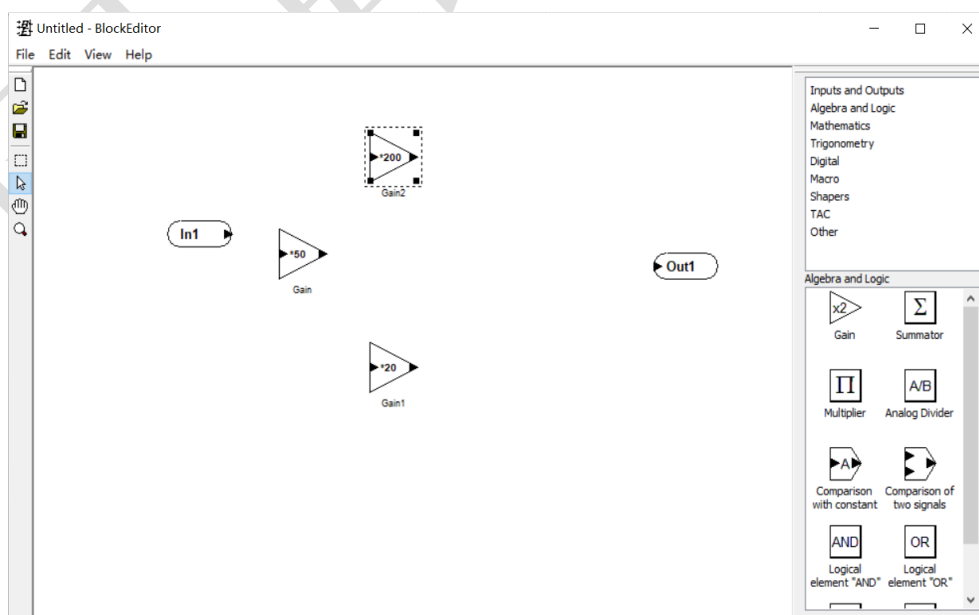 Untitled - BlockEditor
File Edit View Help
*200
Gain2
In1
*50
Gain
Out1
*20
Gain1
Inputs and Outputs
Algebra and Logic
Mathematics
Trigonometry
Digital
Macro
Shapers
TAC
Other
Algebra and Logic
x2 Σ
Gain Summator
Π A/B
Multiplier Analog Divider
A
Comparison Comparison of
with constant two signals
AND OR
Logical Logical
element "AND" element "OR"